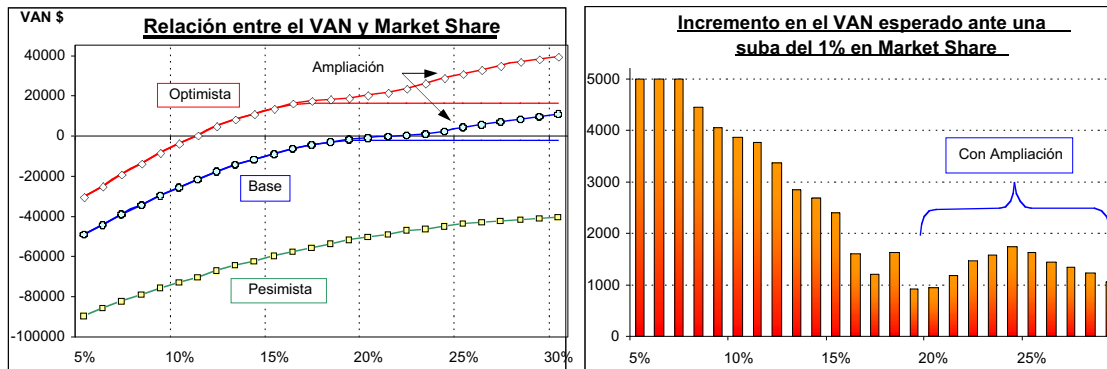 VAN $
Relación entre el VAN y Market Share
40000
20000
0
-20000
-40000
-60000
-80000
-100000
Ampliación
Optimista
Base
Pesimista
5%
10%
15%
20%
25%
30%
Incremento en el VAN esperado ante una
suba del 1% en Market Share
5000
4000
3000
2000
1000
0
Con Ampliación
5%
10%
15%
20%
25%